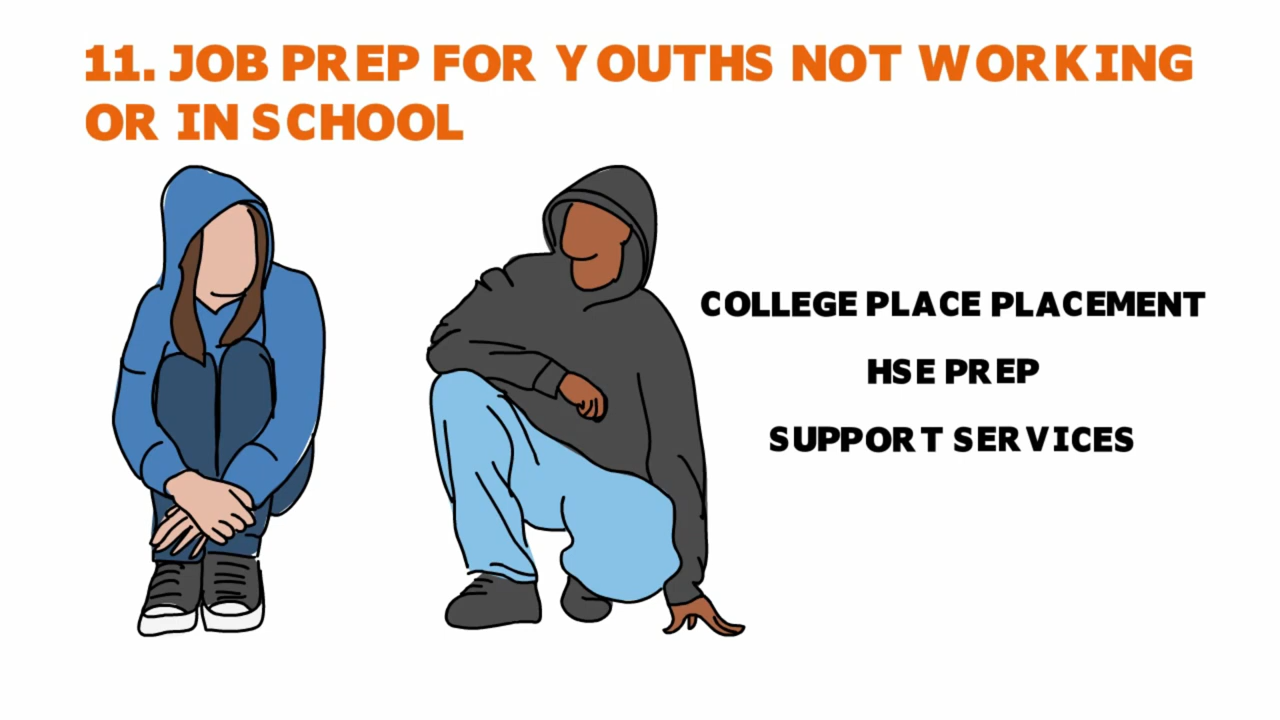 11. JOB PREP FOR YOUTHS NOT WORKING
OR IN SCHOOL
COLLEGE PLACE PLACEMENT
HSE PREP
SUPPORT SERVICES